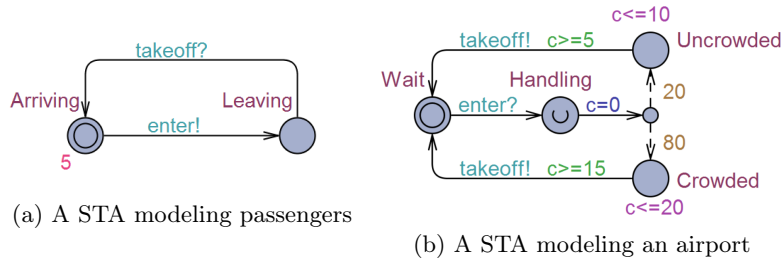 takeoff?
Arriving
Leaving
enter!
5
(a) A STA modeling passengers
c<=10
takeoff! c>=5
Uncrowded
Wait
Handling
20
enter?
c=0
80
takeoff! c>=15
Crowded
c<=20
(b) A STA modeling an airport